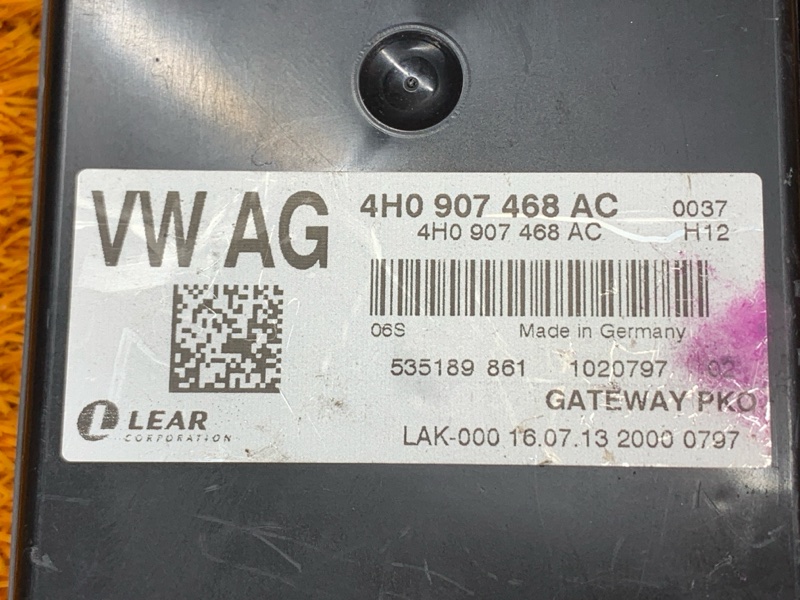 VW AG
4H0 907 468 AC 0037
4H0 907 468 AC H12
06S Made in Germany
535189 861 1020797 02
GATEWAY PKO
LEAR
CORPORATION
LAK-000 16.07.13 2000 0797